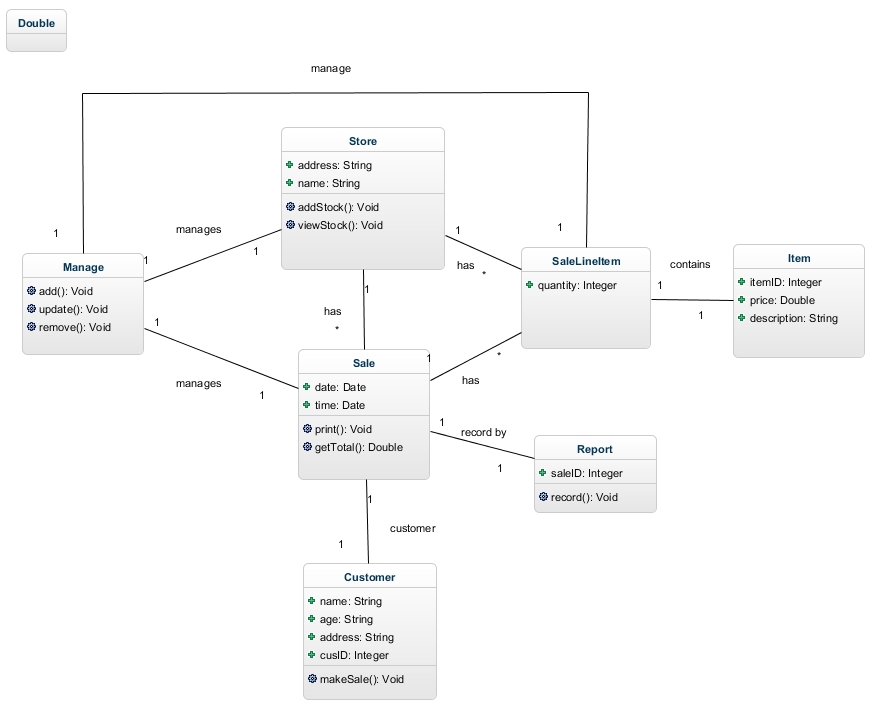 Double
manage
Store
address: String
name: String
addStock(): Void
viewStock(): Void
manages
1
1
1
1
1
has
*
Manage
add(): Void
update(): Void
remove(): Void
SaleLineItem
quantity: Integer
contains
1
1
Item
itemID: Integer
price: Double
description: String
1
has
*
1
manages
1
Sale
date: Date
time: Date
print(): Void
getTotal(): Double
1
*
has
1
record by
1
Report
saleID: Integer
record(): Void
1
customer
1
Customer
name: String
age: String
address: String
cusID: Integer
makeSale(): Void